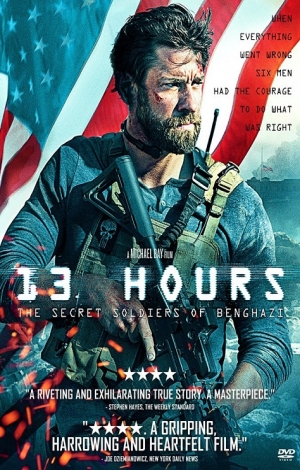 WHEN
EVERYTHING
WENT WRONG
SIX MEN
HAD THE COURAGE
TO DO WHAT
WAS RIGHT
A MICHAEL BAY FILM
13 HOURS
THE SECRET SOLDIERS OF BENGHAZI
"A RIVETING AND EXHILARATING TRUE STORY. A MASTERPIECE."
- STEPHEN HAYES, THE WEEKLY STANDARD
"★★★★. A GRIPPING,
HARROWING AND HEARTFELT FILM."
- JOE DZIEMIANOWICZ, NEW YORK DAILY NEWS
DVD
VIDEO